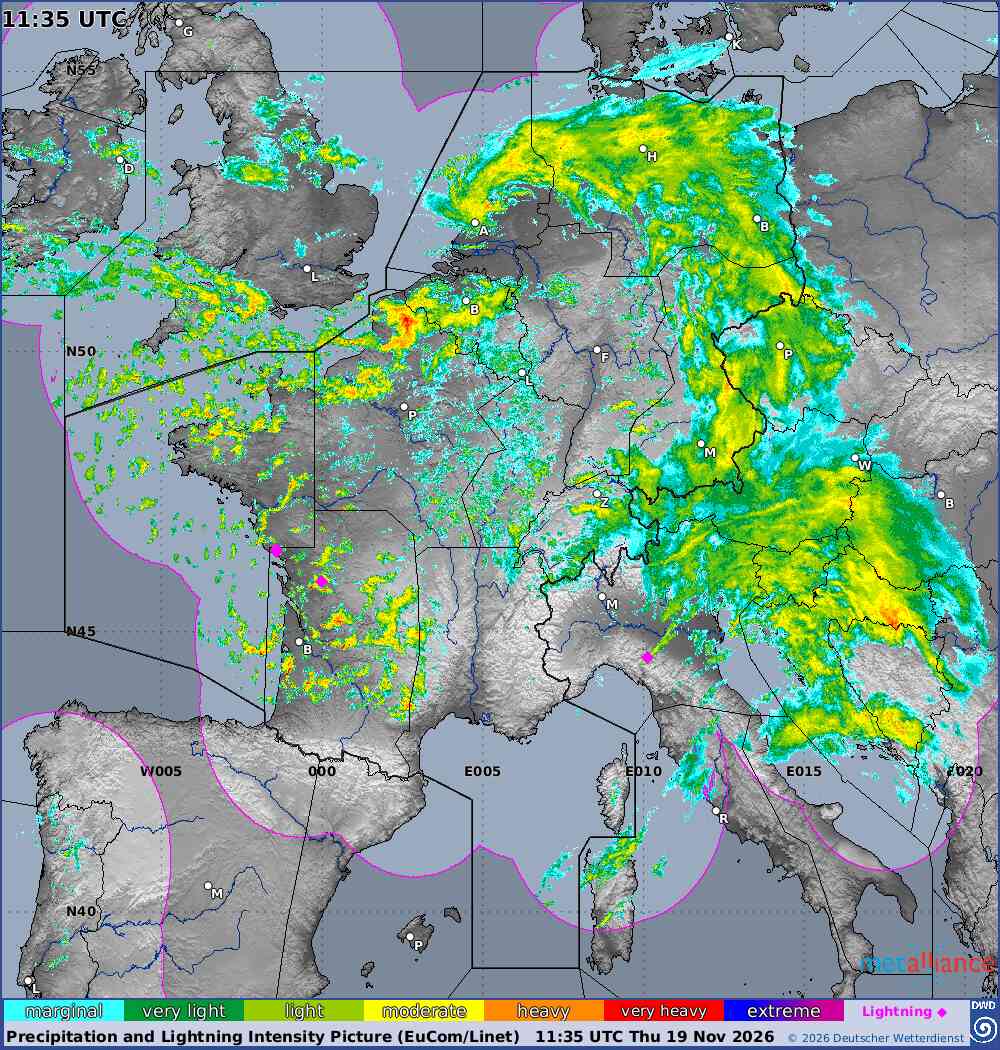 11:35 UTC
G
K
N55
D
H
A
B
L
B
N50
F
P
L
P
M
W
Z
B
M
N45
B
W005
000
E005
E010
E015
E020
R
M
N40
P
L
metalliance
marginal very light light moderate heavy very heavy extreme Lightning ◆
DWD
Precipitation and Lightning Intensity Picture (EuCom/Linet) 11:35 UTC Thu 19 Nov 2026 © 2026 Deutscher Wetterdienst